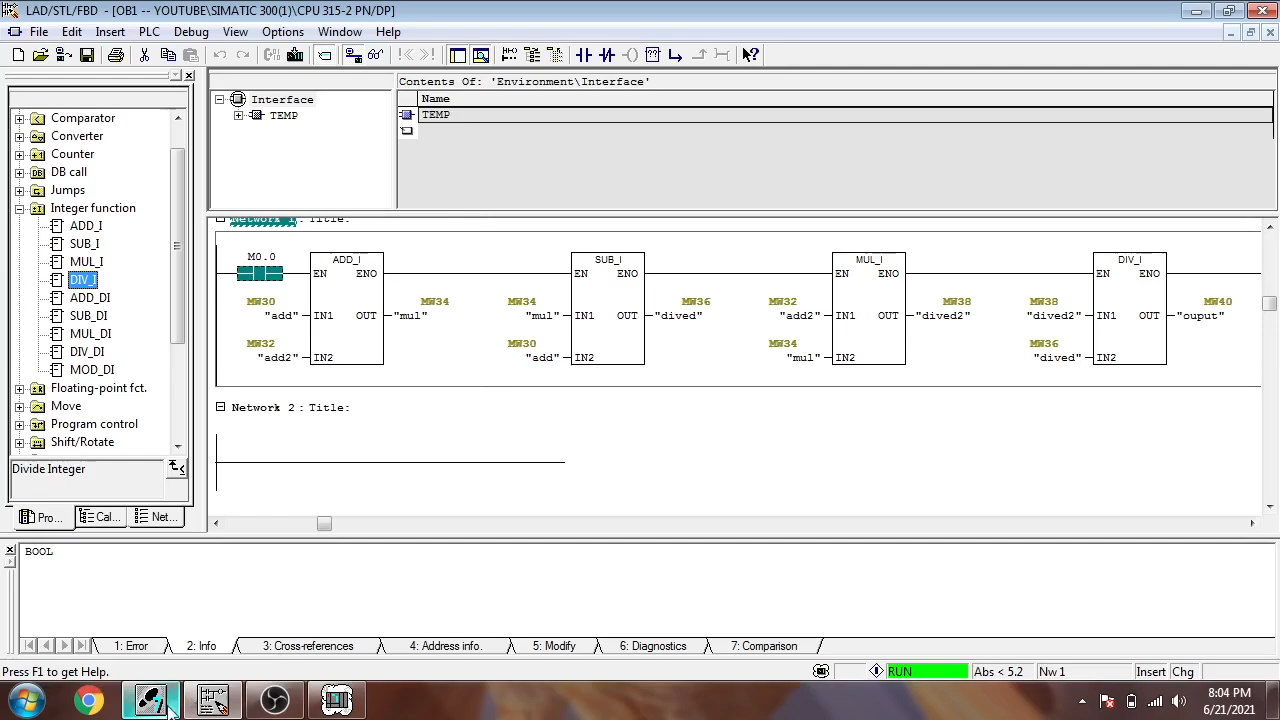 LAD/STL/FBD - [OB1 -- YOUTUBE\SIMATIC 300(1)\CPU 315-2 PN/DP]
File Edit Insert PLC Debug View Options Window Help
Contents Of: 'Environment\Interface'
Interface
TEMP
Name
TEMP
Comparator
Converter
Counter
DB call
Jumps
Integer function
ADD_I
SUB_I
MUL_I
DIV_I
ADD_DI
SUB_DI
MUL_DI
DIV_DI
MOD_DI
Floating-point fct.
Move
Program control
Shift/Rotate
Divide Integer
Pro... Cal... Net...
Network 1: Title:
M0.0 ADD_I SUB_I MUL_I DIV_I
EN ENO EN ENO EN ENO EN ENO
MW30 MW34 MW34 MW36 MW32 MW38 MW38 MW40
"add" IN1 OUT "mul" "mul" IN1 OUT "dived" "add2" IN1 OUT "dived2" "dived2" IN1 OUT "ouput"
MW32 MW30 MW34 MW36
"add2" IN2 "add" IN2 "mul" IN2 "dived" IN2
Network 2: Title:
BOOL
1: Error 2: Info 3: Cross-references 4: Address info. 5: Modify 6: Diagnostics 7: Comparison
Press F1 to get Help. RUN Abs < 5.2 Nw 1 Insert Chg
8:04 PM
6/21/2021